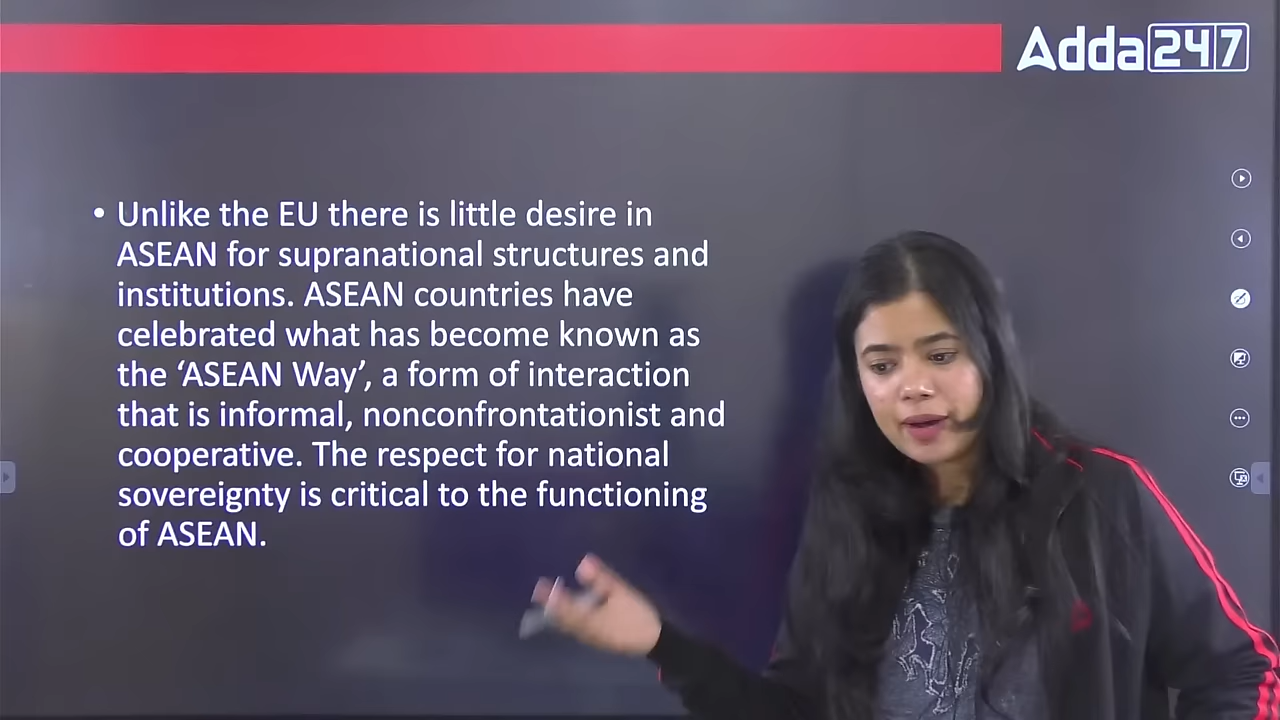 Adda247
• Unlike the EU there is little desire in
ASEAN for supranational structures and
institutions. ASEAN countries have
celebrated what has become known as
the ‘ASEAN Way’, a form of interaction
that is informal, nonconfrontationist and
cooperative. The respect for national
sovereignty is critical to the functioning
of ASEAN.